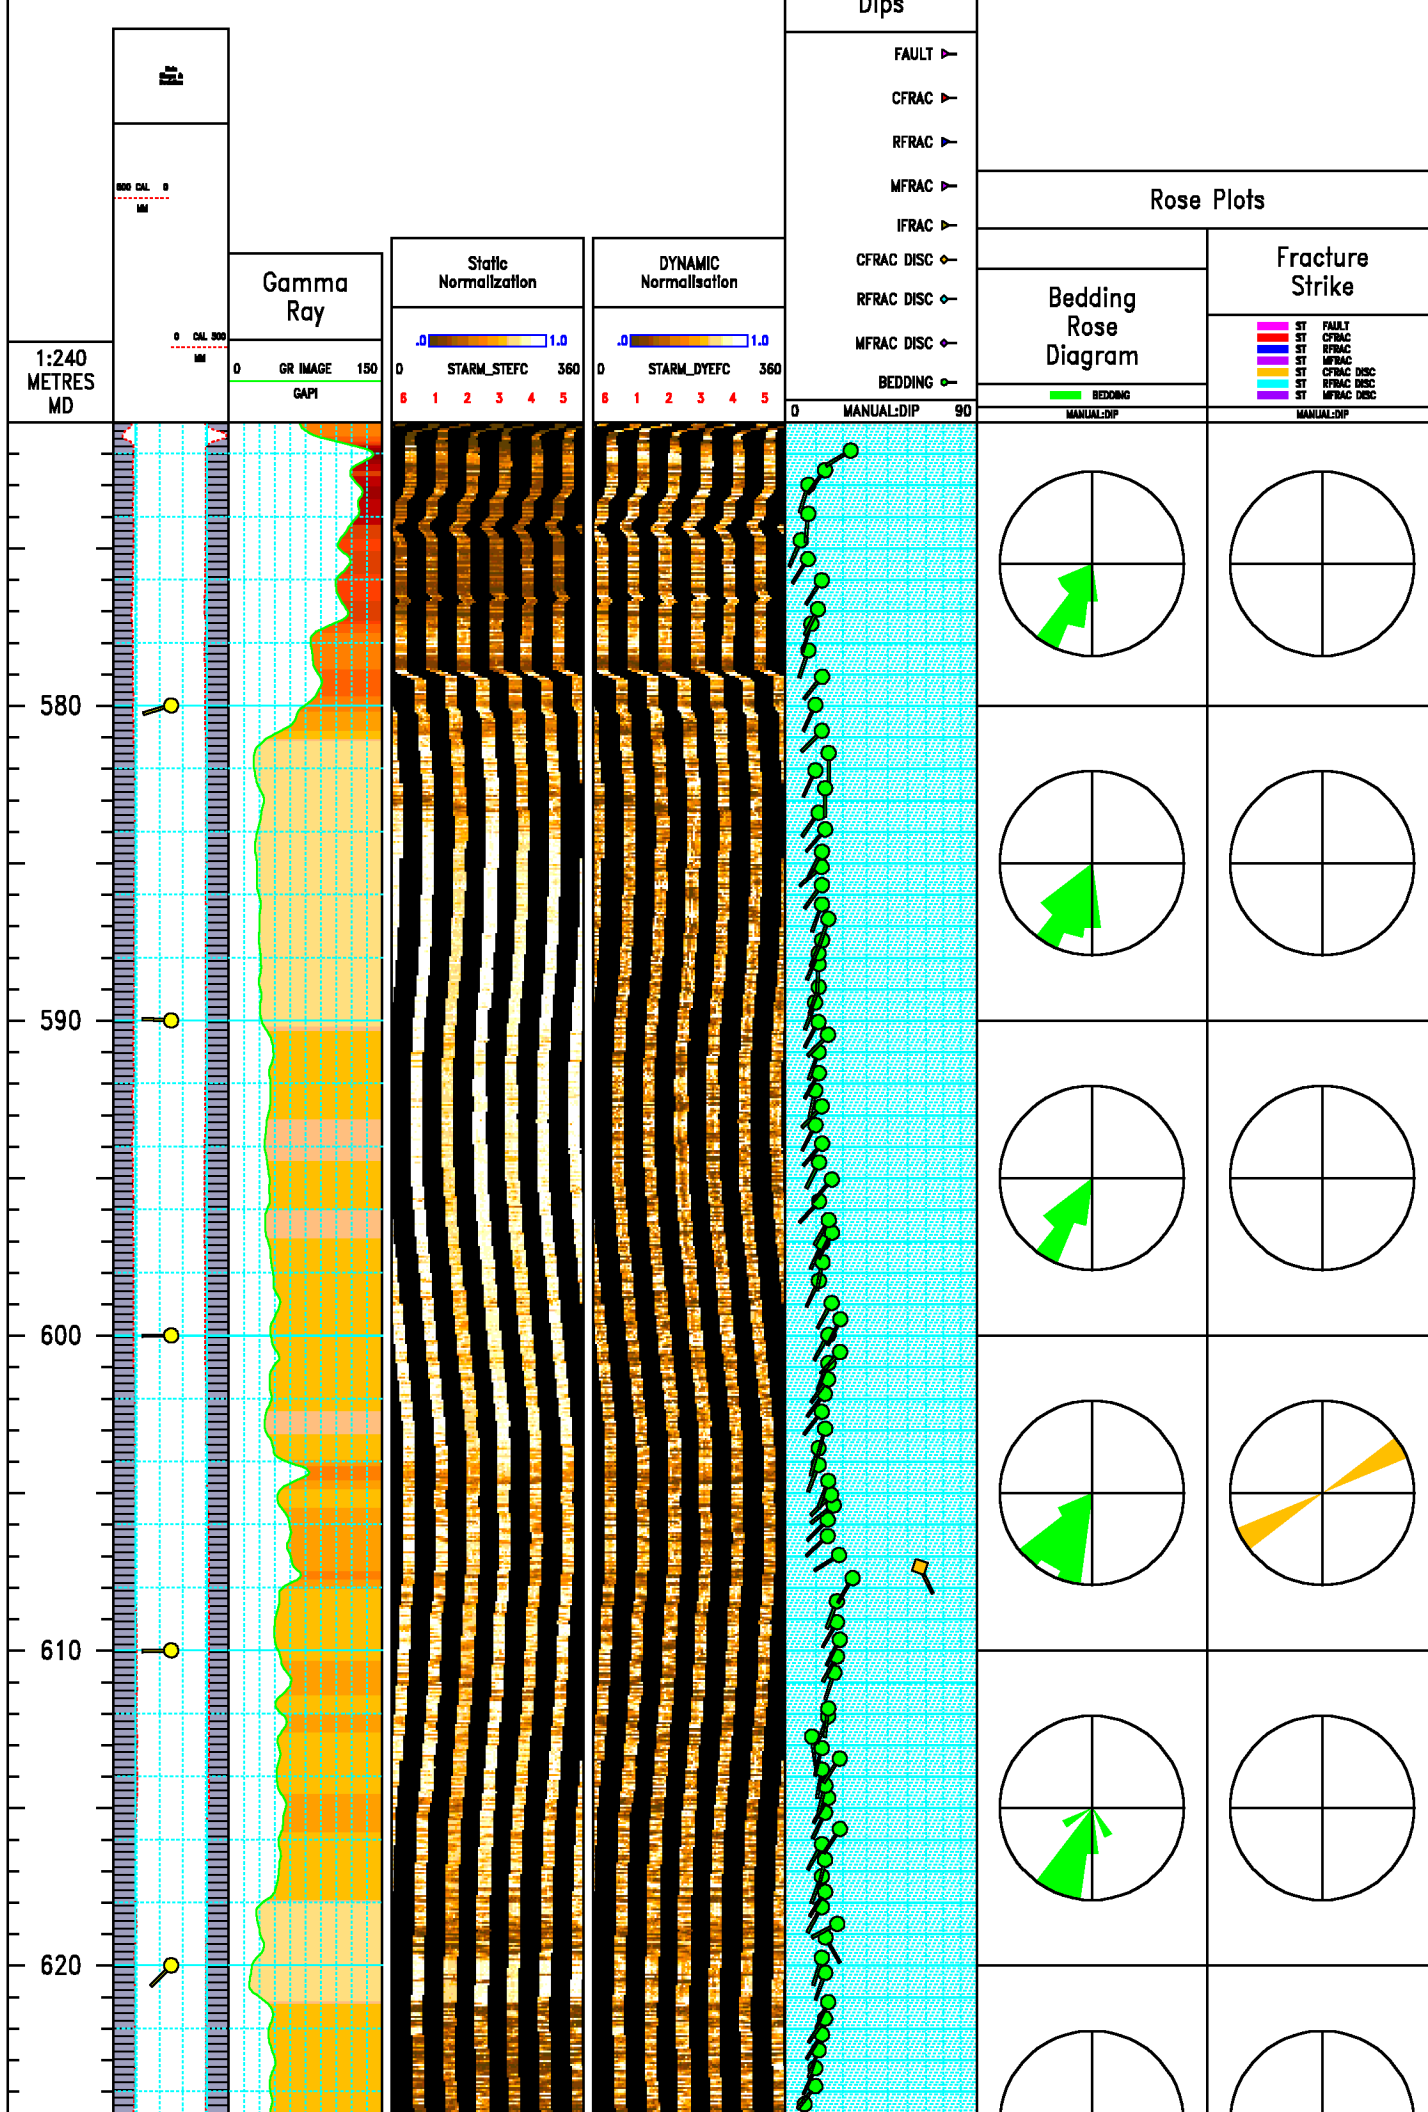 Dips
FAULT
CFRAC
RFRAC
MFRAC
IFRAC
CFRAC DISC
RFRAC DISC
MFRAC DISC
BEDDING
0 MANUAL:DIP 90
600 CAL 0
MM
0 CAL 300
MM
1:240
METRES
MD
Gamma
Ray
0 GR IMAGE 150
GAPI
Static
Normalization
.0 1.0
0 STARM_STEFC 360
6 1 2 3 4 5
DYNAMIC
Normalisation
.0 1.0
0 STARM_DYEFC 360
6 1 2 3 4 5
Rose Plots
Bedding
Rose
Diagram
BEDDING
MANUAL:DIP
Fracture
Strike
ST FAULT
ST CFRAC
ST RFRAC
ST MFRAC
ST CFRAC DISC
ST RFRAC DISC
ST MFRAC DISC
MANUAL:DIP
580
590
600
610
620